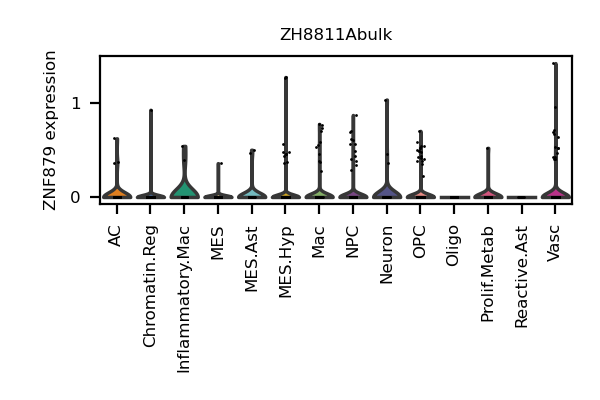 ZH8811Abulk
ZNF879 expression
1
0
AC
Chromatin.Reg
Inflammatory.Mac
MES
MES.Ast
MES.Hyp
Mac
NPC
Neuron
OPC
Oligo
Prolif.Metab
Reactive.Ast
Vasc